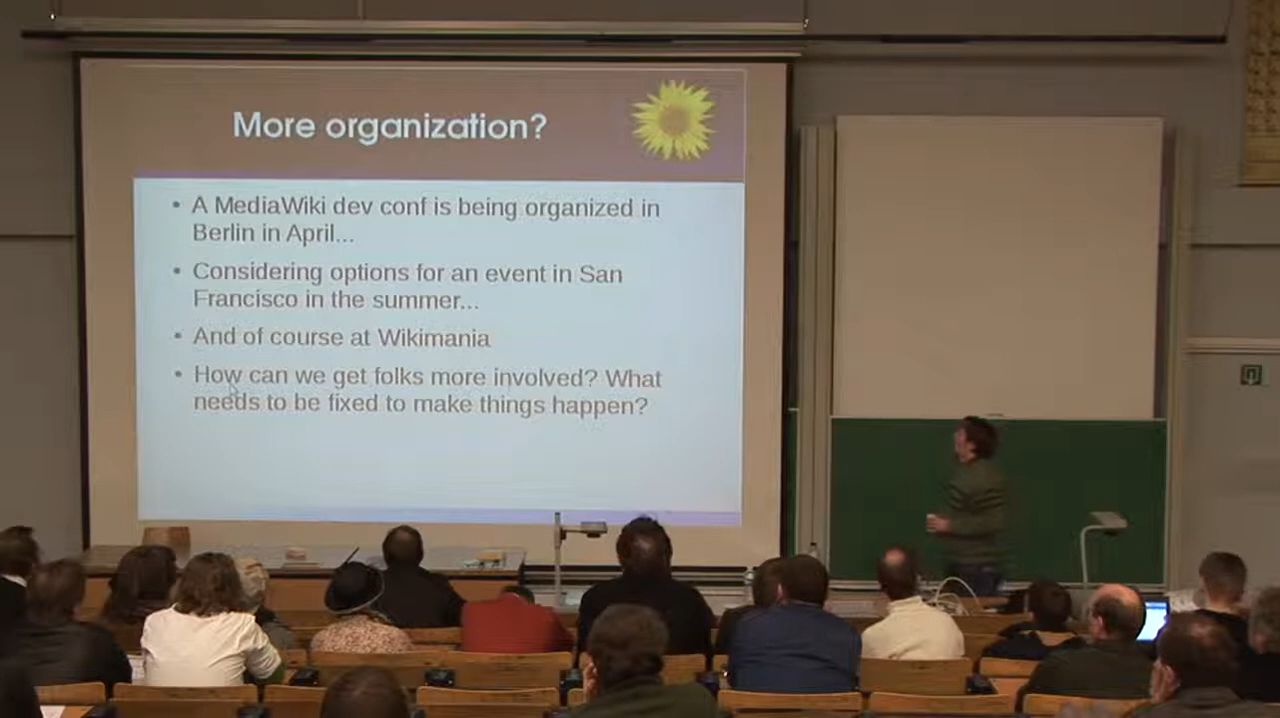 More organization?
• A MediaWiki dev conf is being organized in
Berlin in April...
• Considering options for an event in San
Francisco in the summer...
• And of course at Wikimania
• How can we get folks more involved? What
needs to be fixed to make things happen?